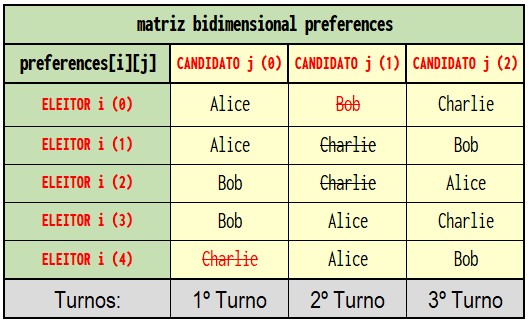 matriz bidimensional preferences
preferences[i][j] CANDIDATO j (0) CANDIDATO j (1) CANDIDATO j (2)
ELEITOR i (0) Alice Bob Charlie
ELEITOR i (1) Alice Charlie Bob
ELEITOR i (2) Bob Charlie Alice
ELEITOR i (3) Bob Alice Charlie
ELEITOR i (4) Charlie Alice Bob
Turnos: 1º Turno 2º Turno 3º Turno